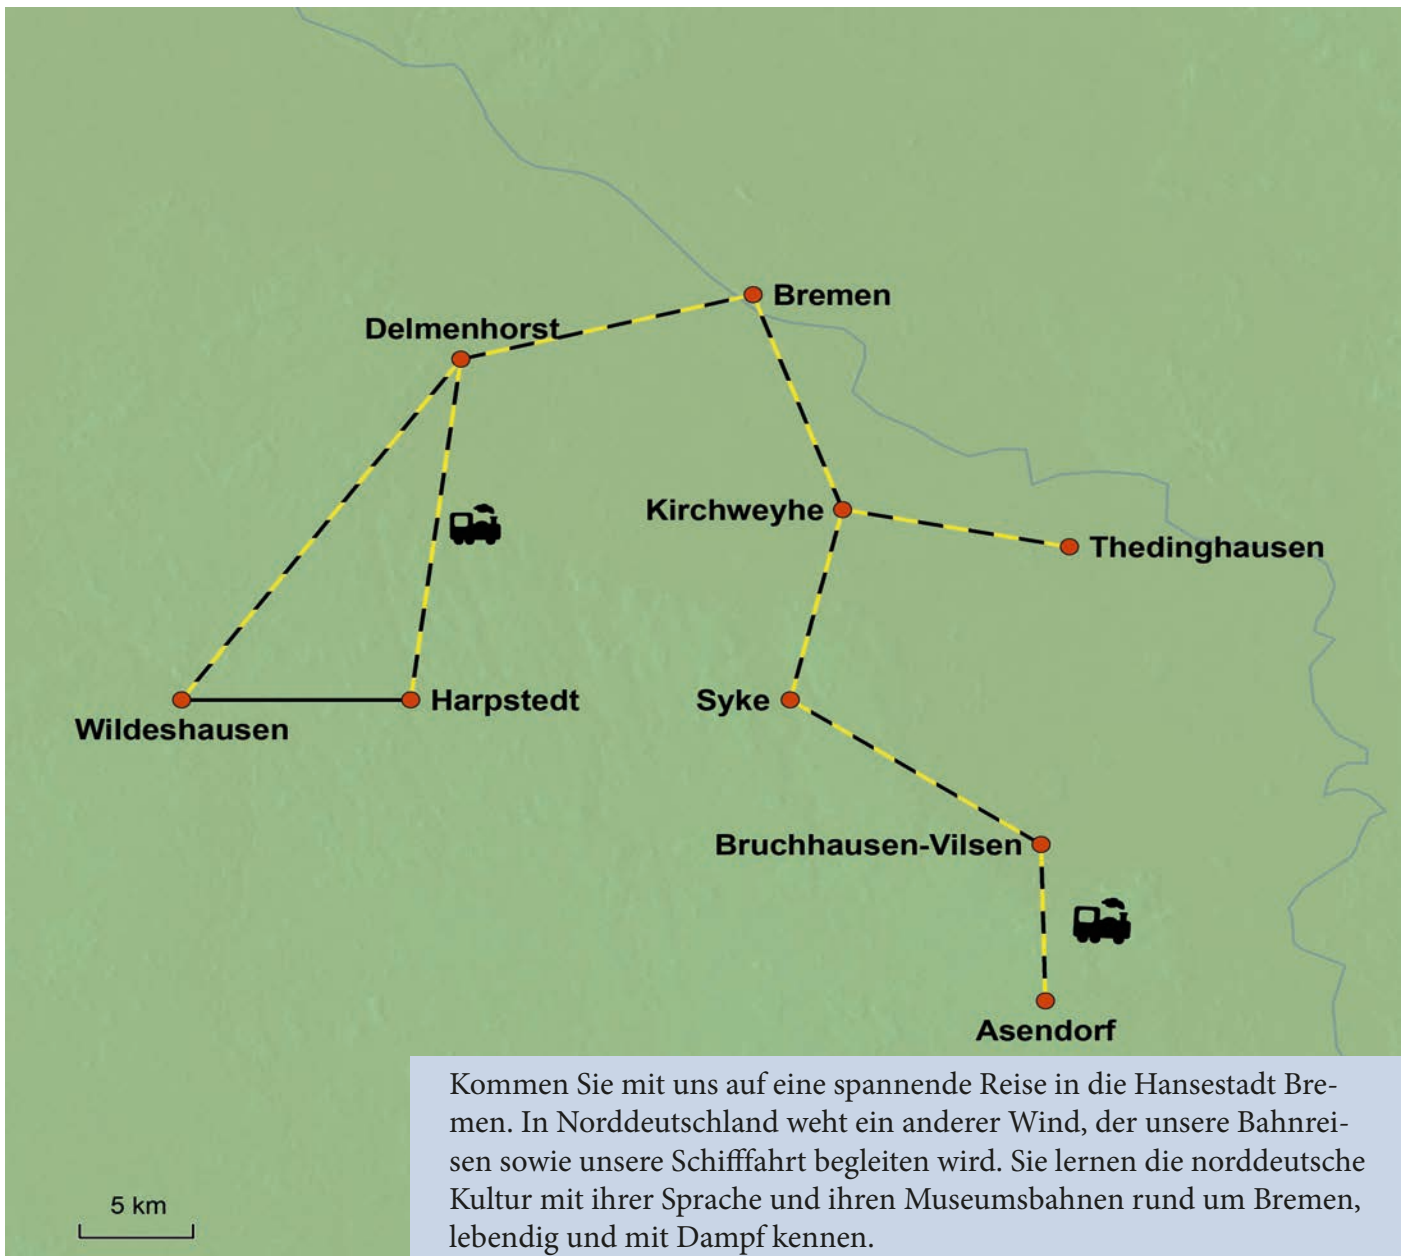 Bremen
Delmenhorst
Kirchweyhe
Thedinghausen
Wildeshausen
Harpstedt
Syke
Bruchhausen-Vilsen
Asendorf
5 km
Kommen Sie mit uns auf eine spannende Reise in die Hansestadt Bre-
men. In Norddeutschland weht ein anderer Wind, der unsere Bahnrei-
sen sowie unsere Schifffahrt begleiten wird. Sie lernen die norddeutsche
Kultur mit ihrer Sprache und ihren Museumsbahnen rund um Bremen,
lebendig und mit Dampf kennen.